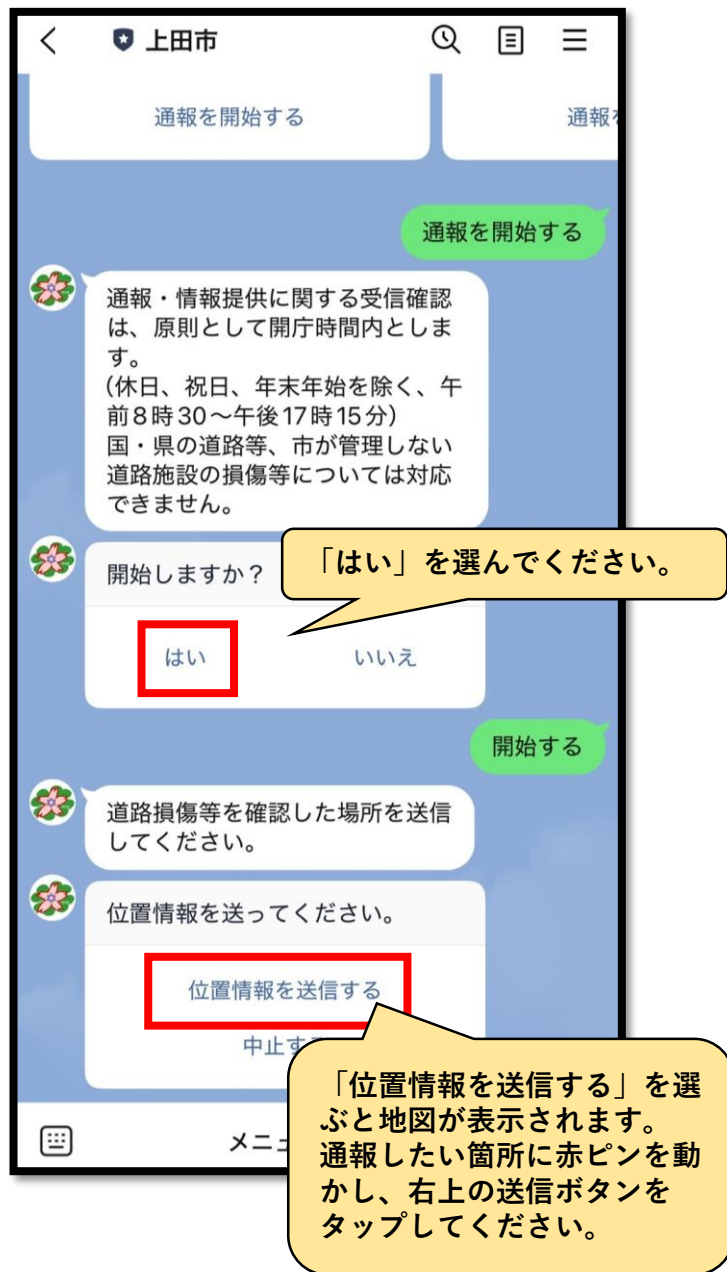 上田市
通報を開始する
通報
通報を開始する
通報・情報提供に関する受信確認
は、原則として開庁時間内としま
す。
(休日、祝日、年末年始を除く、午
前8時30〜午後17時15分)
国・県の道路等、市が管理しない
道路施設の損傷等については対応
できません。
「はい」を選んでください。
開始しますか？
はい
いいえ
開始する
道路損傷等を確認した場所を送信
してください。
位置情報を送ってください。
位置情報を送信する
中止す
「位置情報を送信する」を選
ぶと地図が表示されます。
通報したい箇所に赤ピンを動
かし、右上の送信ボタンを
タップしてください。
メニュ